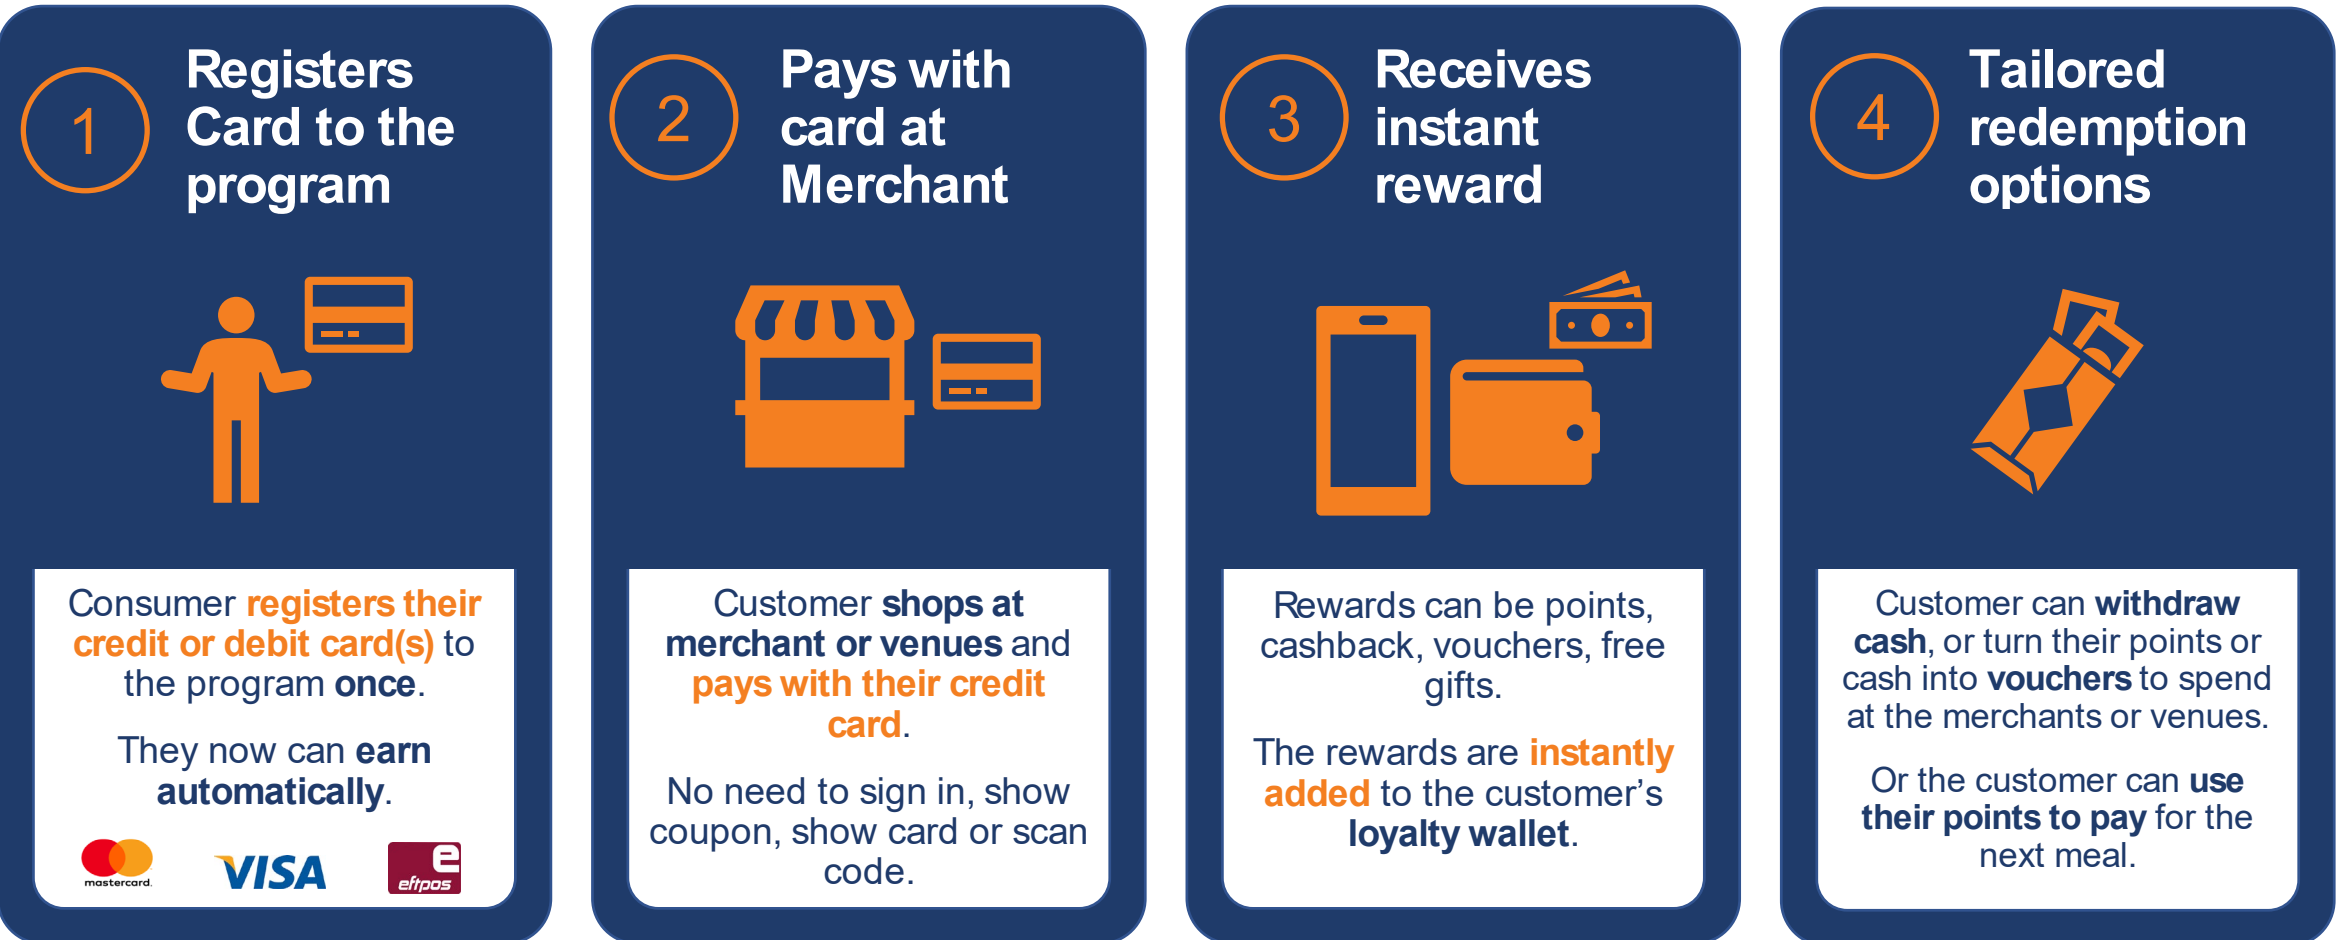 1
Registers
Card to the
program
Consumer registers their
credit or debit card(s) to
the program once.
They now can earn
automatically.
mastercard.
VISA
e
eftpos
2
Pays with
card at
Merchant
Customer shops at
merchant or venues and
pays with their credit
card.
No need to sign in, show
coupon, show card or scan
code.
3
Receives
instant
reward
Rewards can be points,
cashback, vouchers, free
gifts.
The rewards are instantly
added to the customer's
loyalty wallet.
4
Tailored
redemption
options
Customer can withdraw
cash, or turn their points or
cash into vouchers to spend
at the merchants or venues.
Or the customer can use
their points to pay for the
next meal.